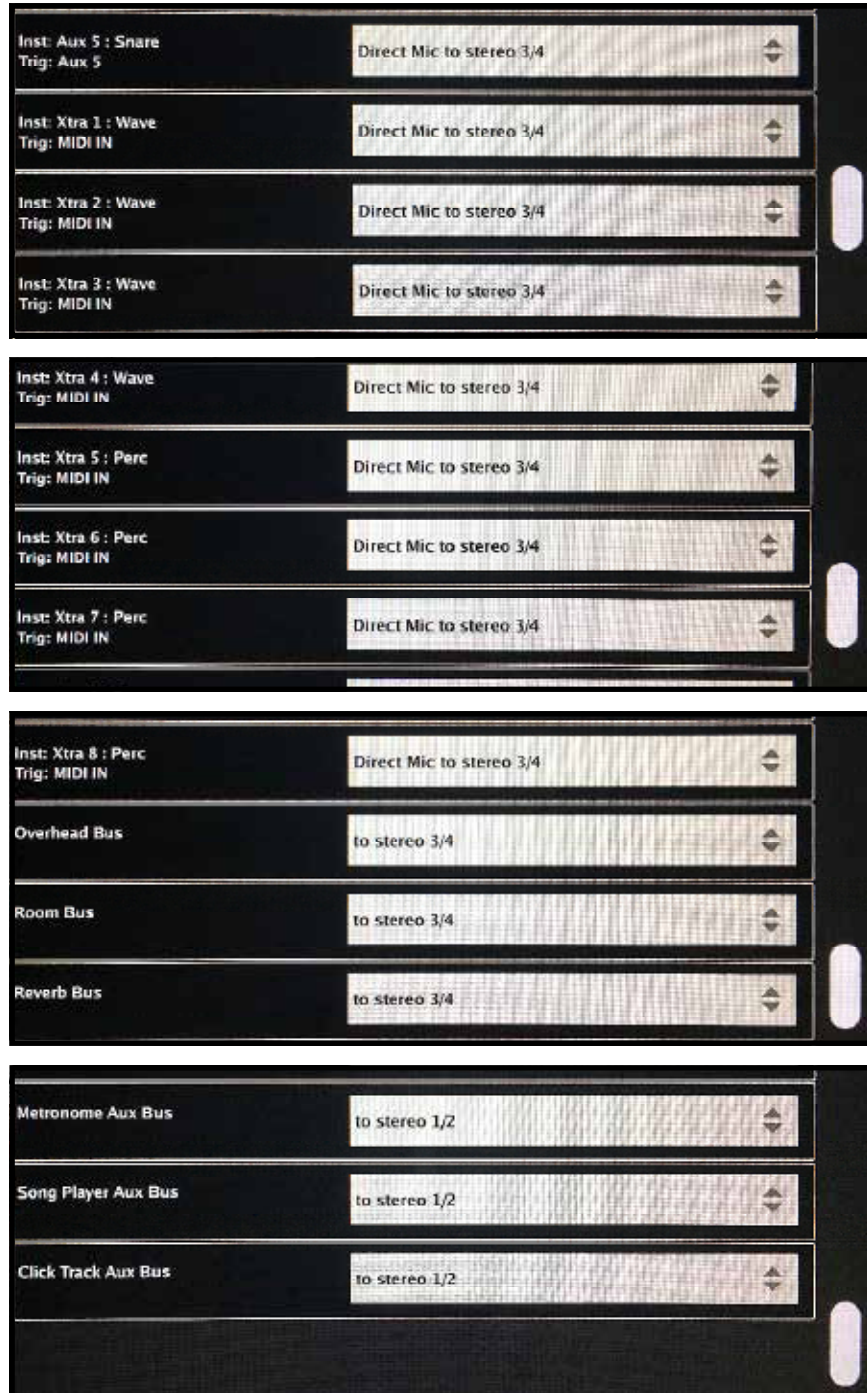 Inst: Aux 5 : Snare
Trig: Aux 5
Direct Mic to stereo 3/4
Inst: Xtra 1 : Wave
Trig: MIDI IN
Direct Mic to stereo 3/4
Inst: Xtra 2 : Wave
Trig: MIDI IN
Direct Mic to stereo 3/4
Inst: Xtra 3 : Wave
Trig: MIDI IN
Direct Mic to stereo 3/4
Inst: Xtra 4 : Wave
Trig: MIDI IN
Direct Mic to stereo 3/4
Inst: Xtra 5 : Perc
Trig: MIDI IN
Direct Mic to stereo 3/4
Inst: Xtra 6 : Perc
Trig: MIDI IN
Direct Mic to stereo 3/4
Inst: Xtra 7 : Perc
Trig: MIDI IN
Direct Mic to stereo 3/4
Inst: Xtra 8 : Perc
Trig: MIDI IN
Direct Mic to stereo 3/4
Overhead Bus
to stereo 3/4
Room Bus
to stereo 3/4
Reverb Bus
to stereo 3/4
Metronome Aux Bus
to stereo 1/2
Song Player Aux Bus
to stereo 1/2
Click Track Aux Bus
to stereo 1/2